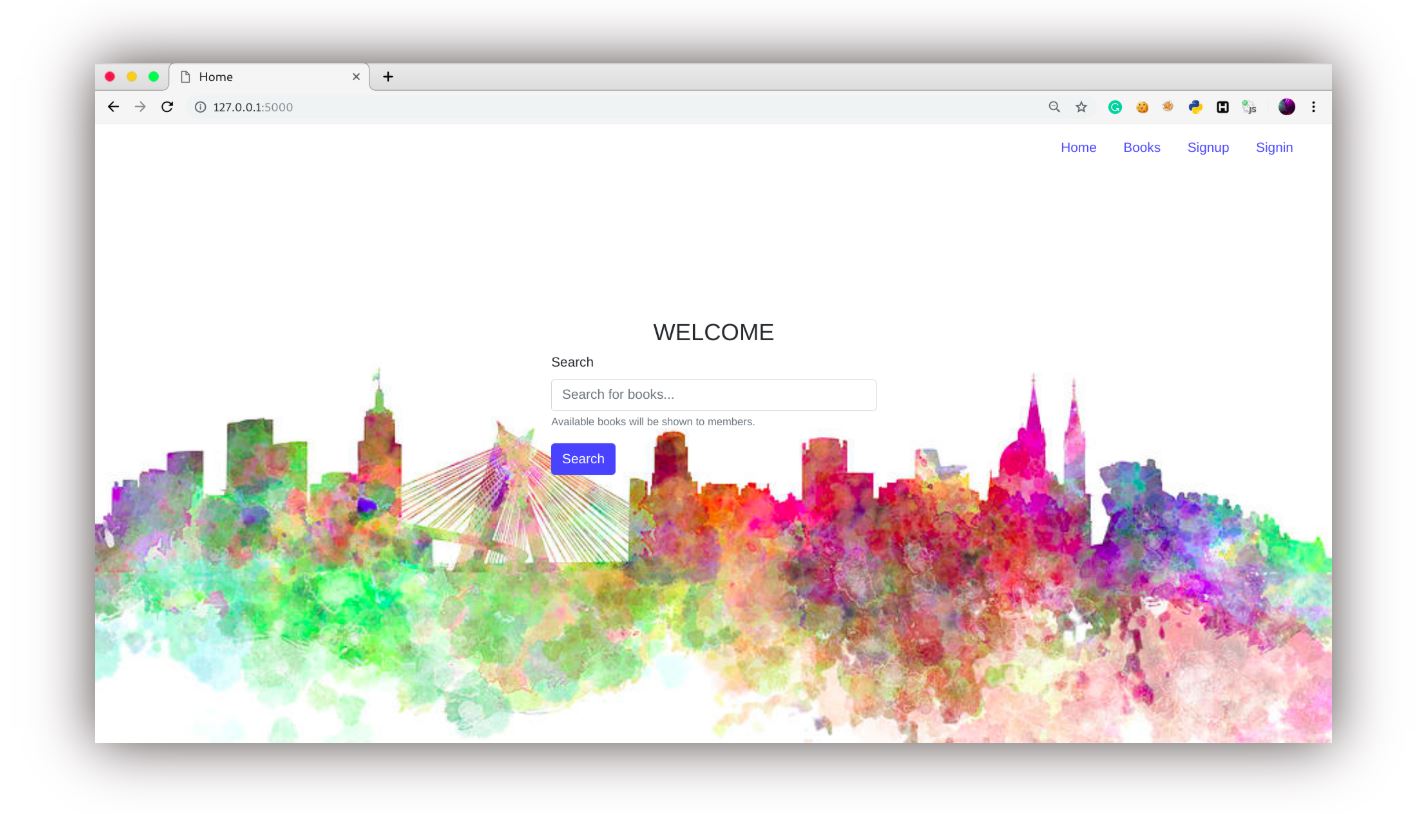 Home
127.0.0.1:5000
Home Books Signup Signin
WELCOME
Search
Search for books...
Available books will be shown to members.
Search